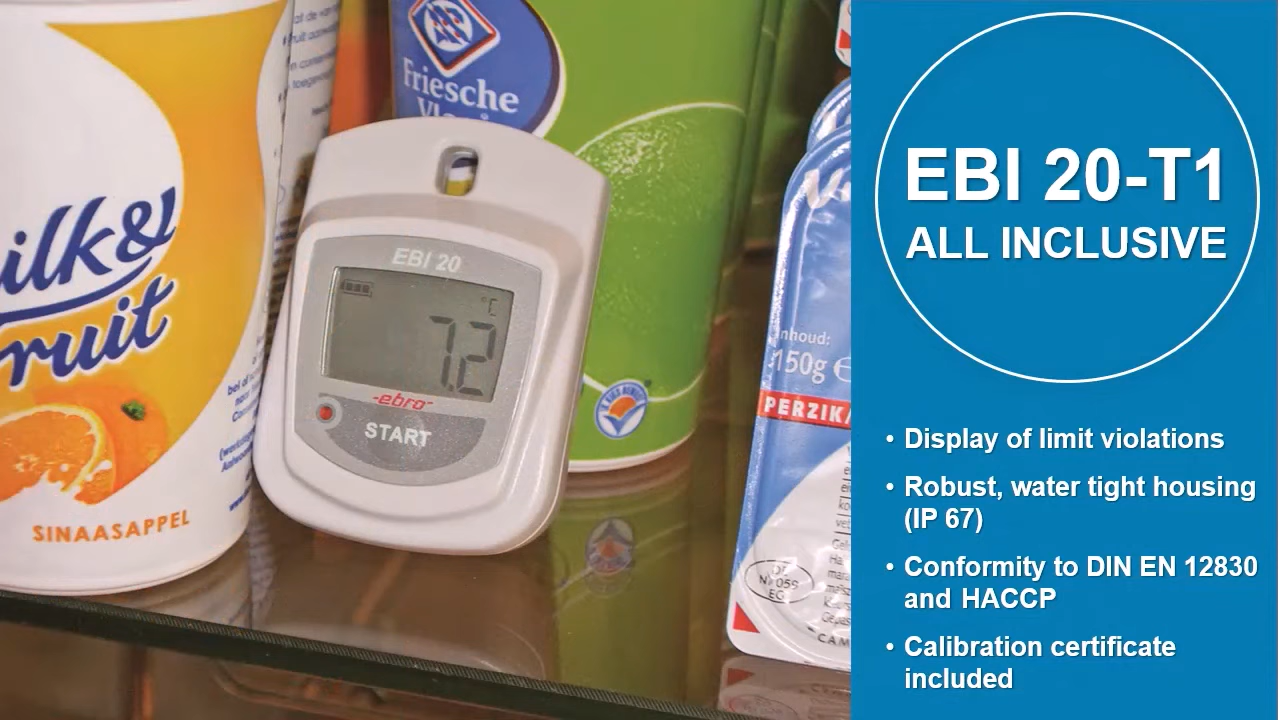 ilk&
ruit
SINAASAPPEL
Friesche
EBI 20
°C
7.2
-ebro-
START
nhoud:
150g
PERZIK/
EBI 20-T1
ALL INCLUSIVE
• Display of limit violations
• Robust, water tight housing
(IP 67)
• Conformity to DIN EN 12830
and HACCP
• Calibration certificate
included